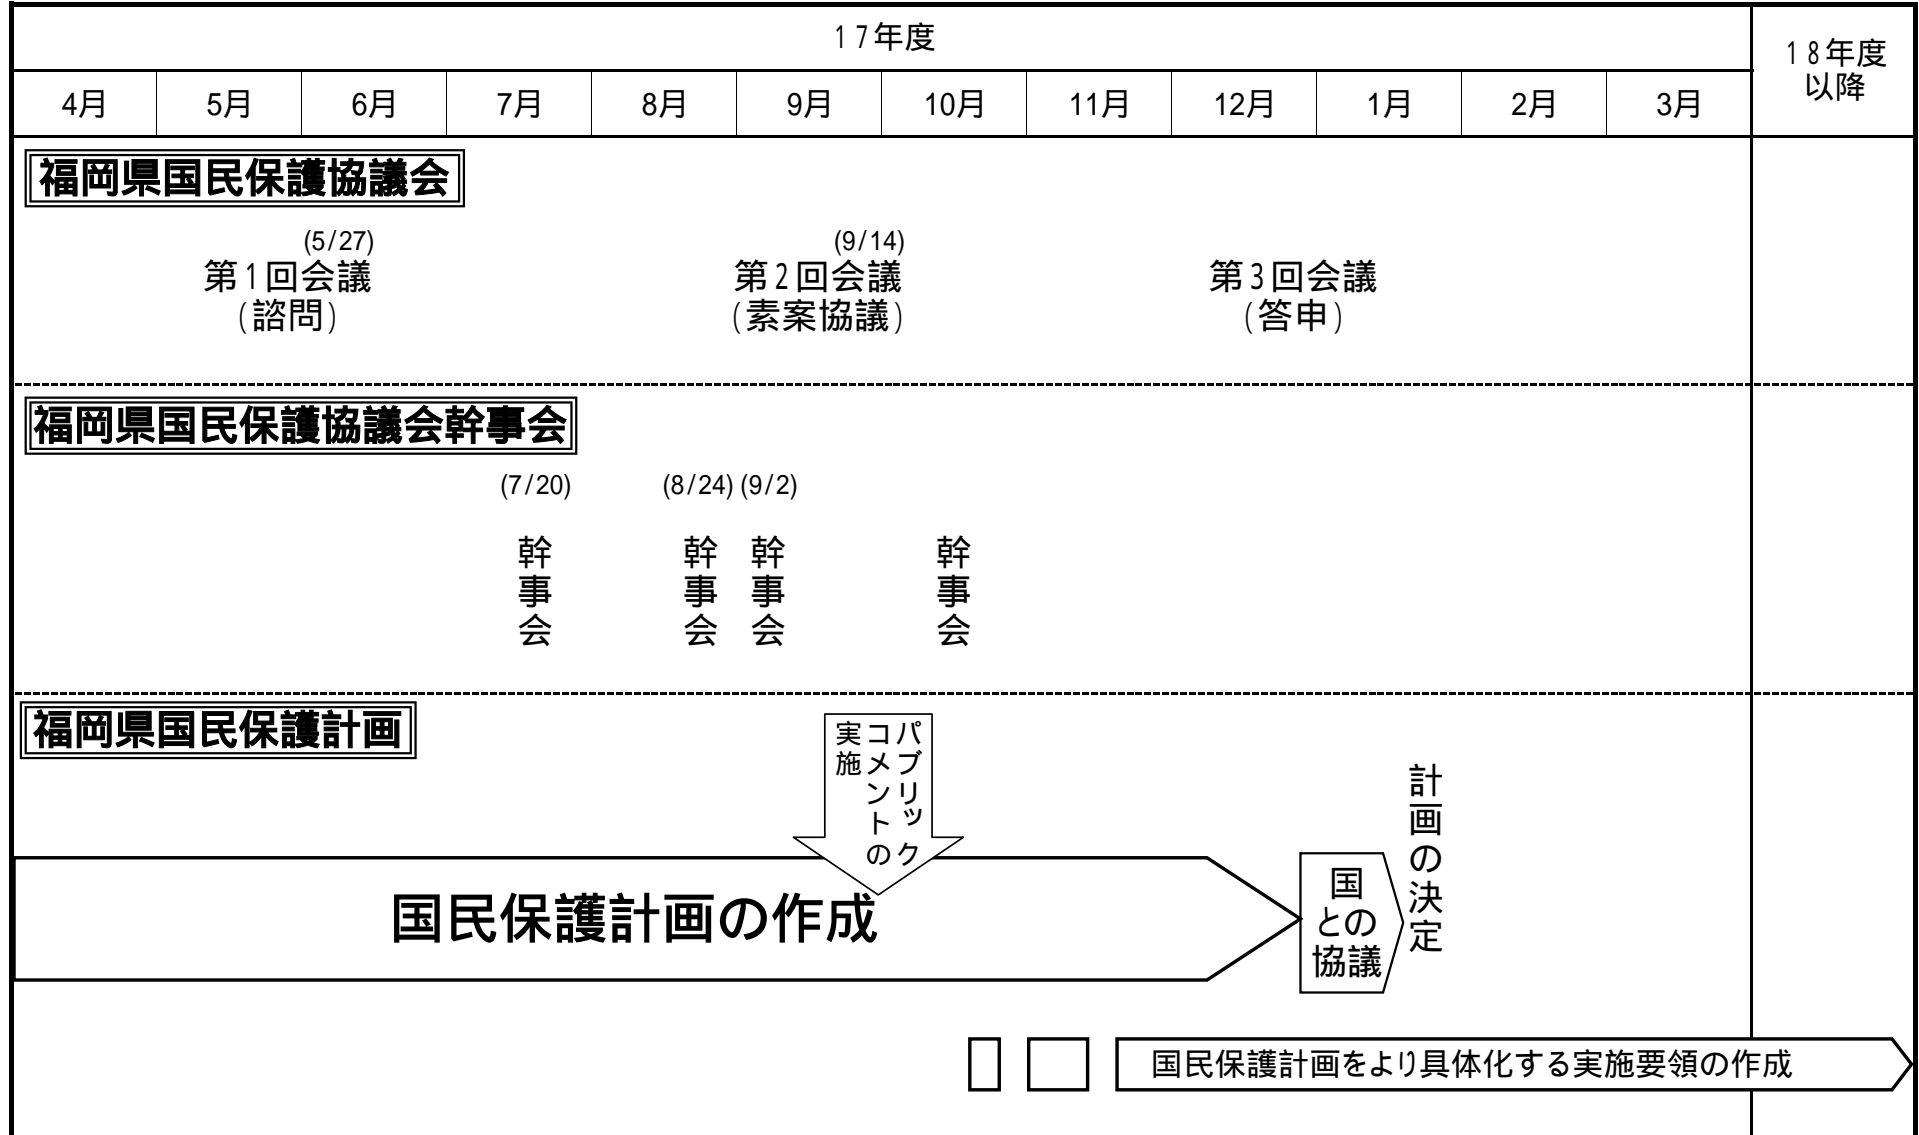 17年度
18年度
以降
4月 5月 6月 7月 8月 9月 10月 11月 12月 1月 2月 3月
福岡県国民保護協議会
(5/27)
第1回会議
(諮問)
(9/14)
第2回会議
(素案協議)
第3回会議
(答申)
福岡県国民保護協議会幹事会
(7/20) (8/24) (9/2)
幹事会
幹事会
幹事会
幹事会
福岡県国民保護計画
パブリック
コメントの
実施
国民保護計画の作成
国
との
協議
計画の決定
国民保護計画をより具体化する実施要領の作成